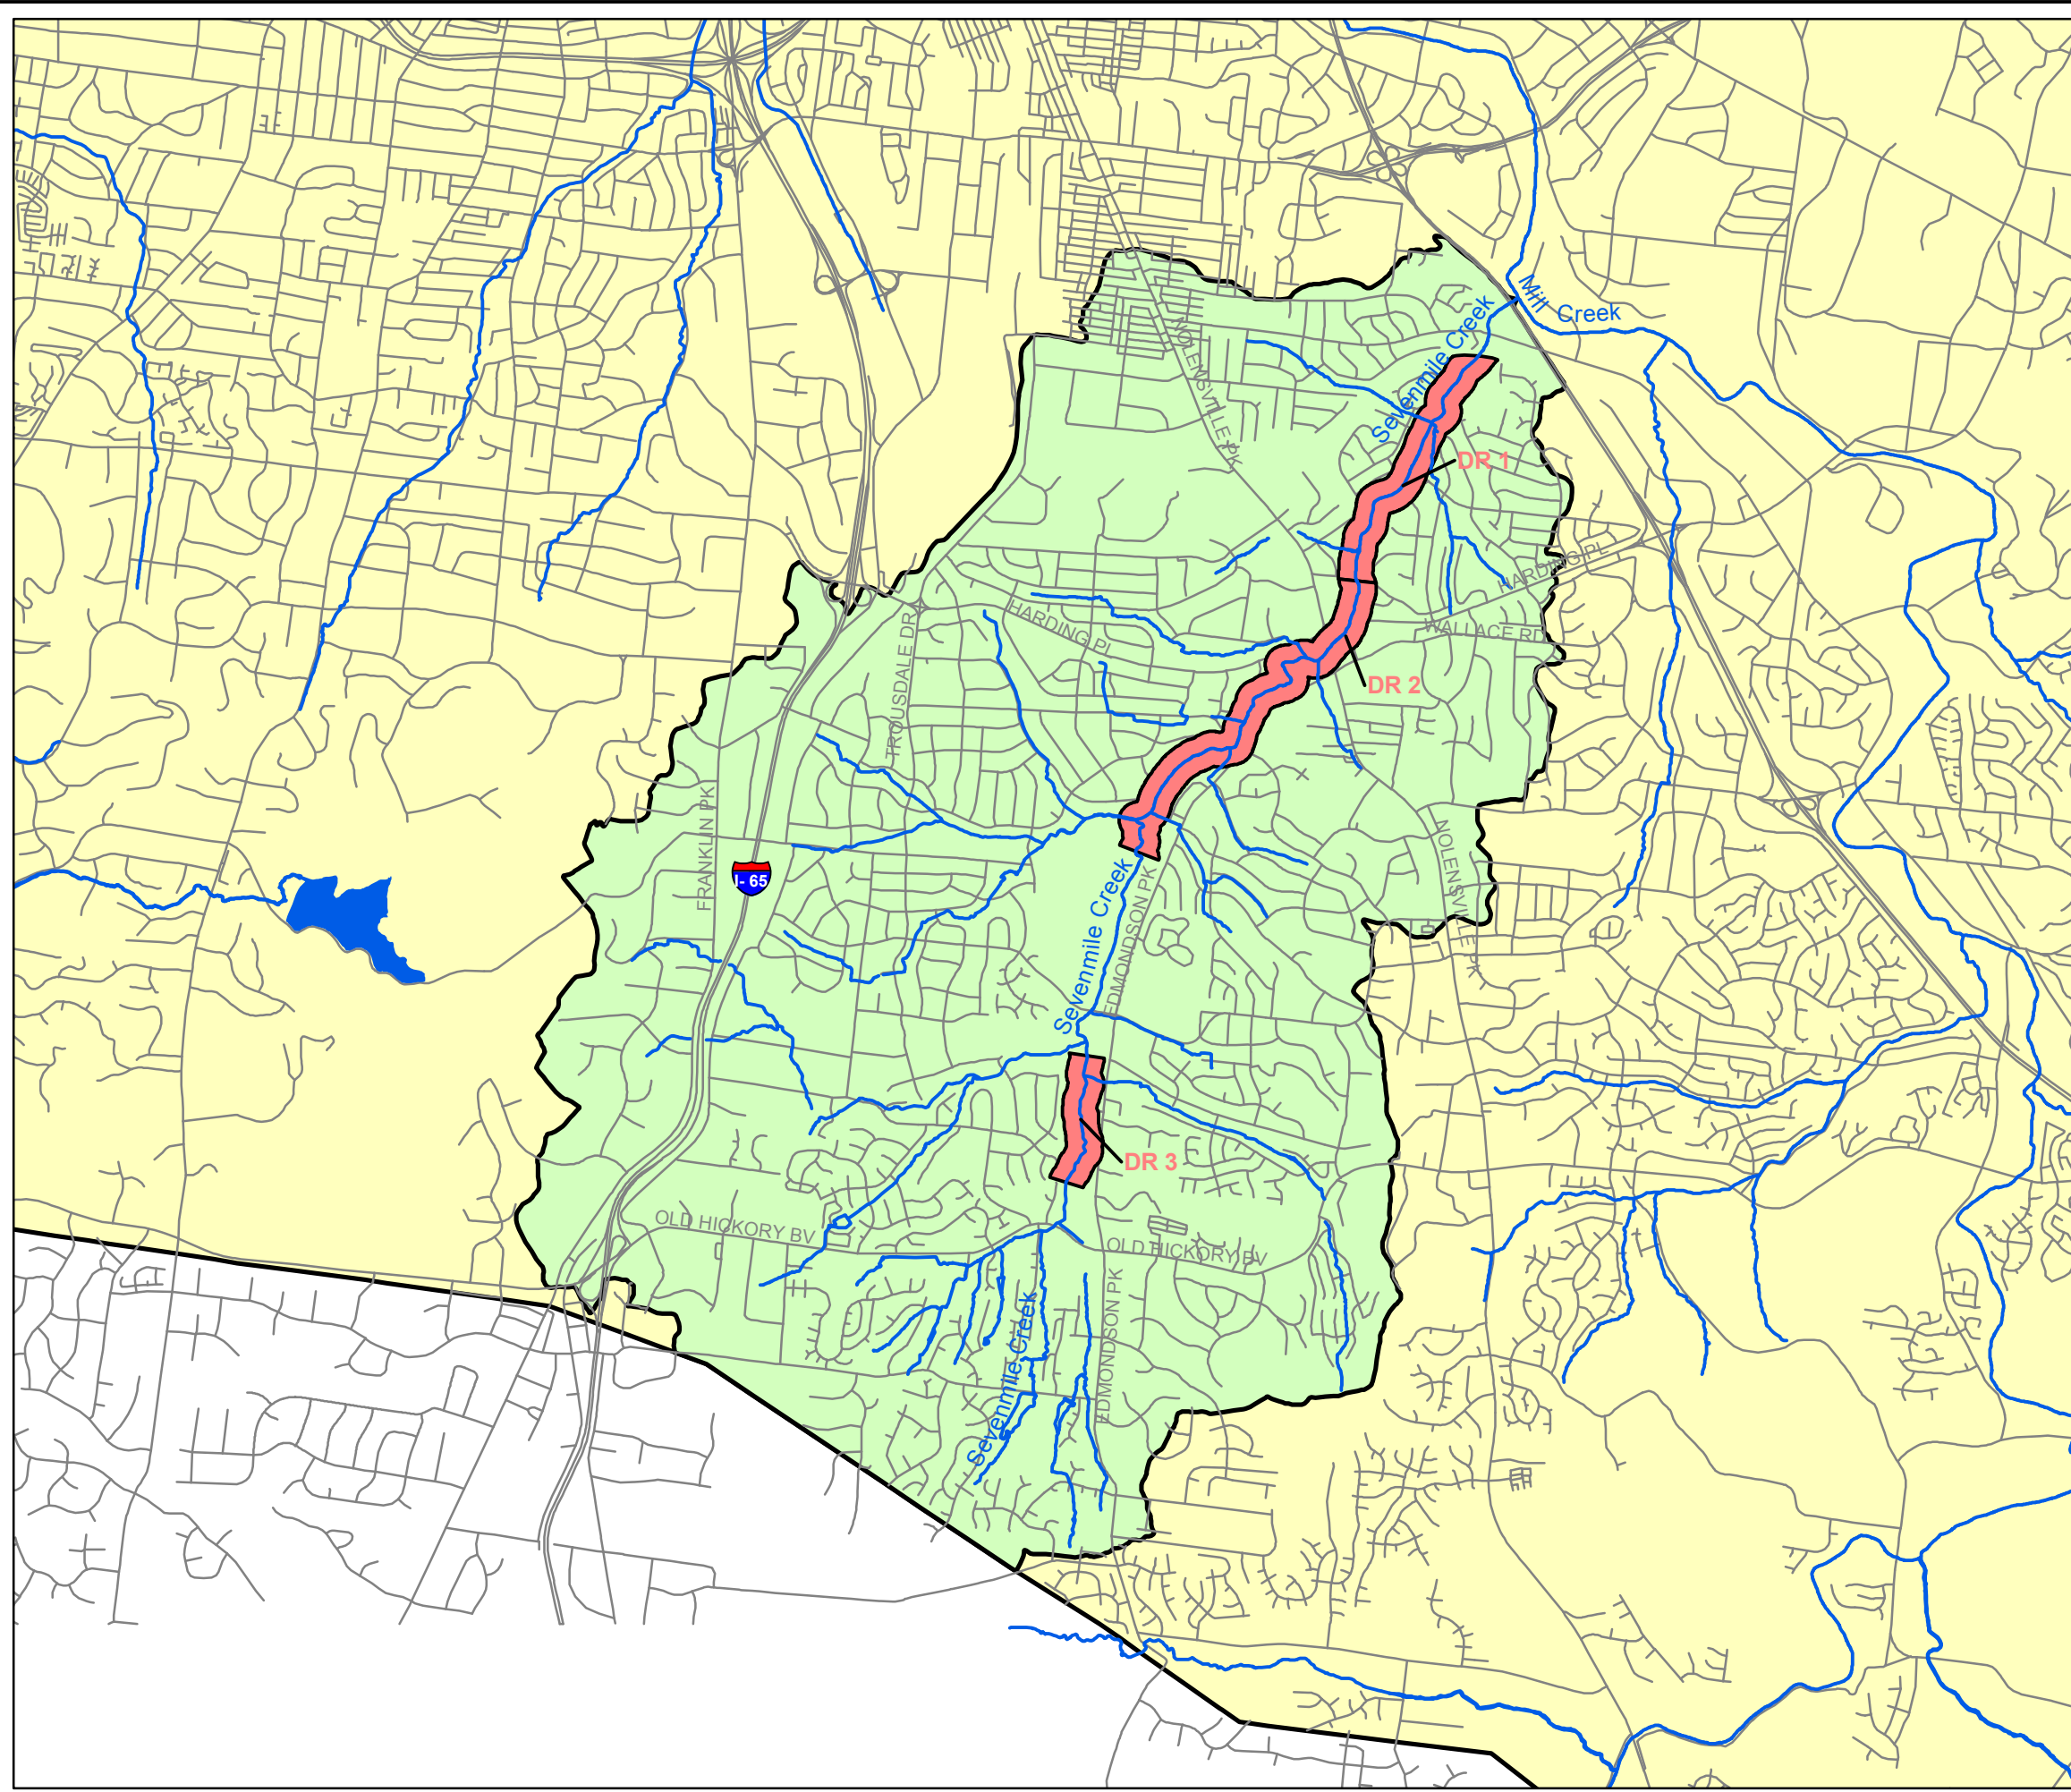 Mill Creek
Sevenmile Creek
NOLENSVILLE PK
DR 1
HARDING PL
HARDING Pl
WALLACE RD
TROUSDALE DR
DR 2
FRANKLIN PK
I- 65
NOLENSVILLE PK
Sevenmile Creek
EDMONDSON PK
DR 3
OLD HICKORY BV
OLD HICKORY BV
Sevenmile Creek
EDMONDSON PK